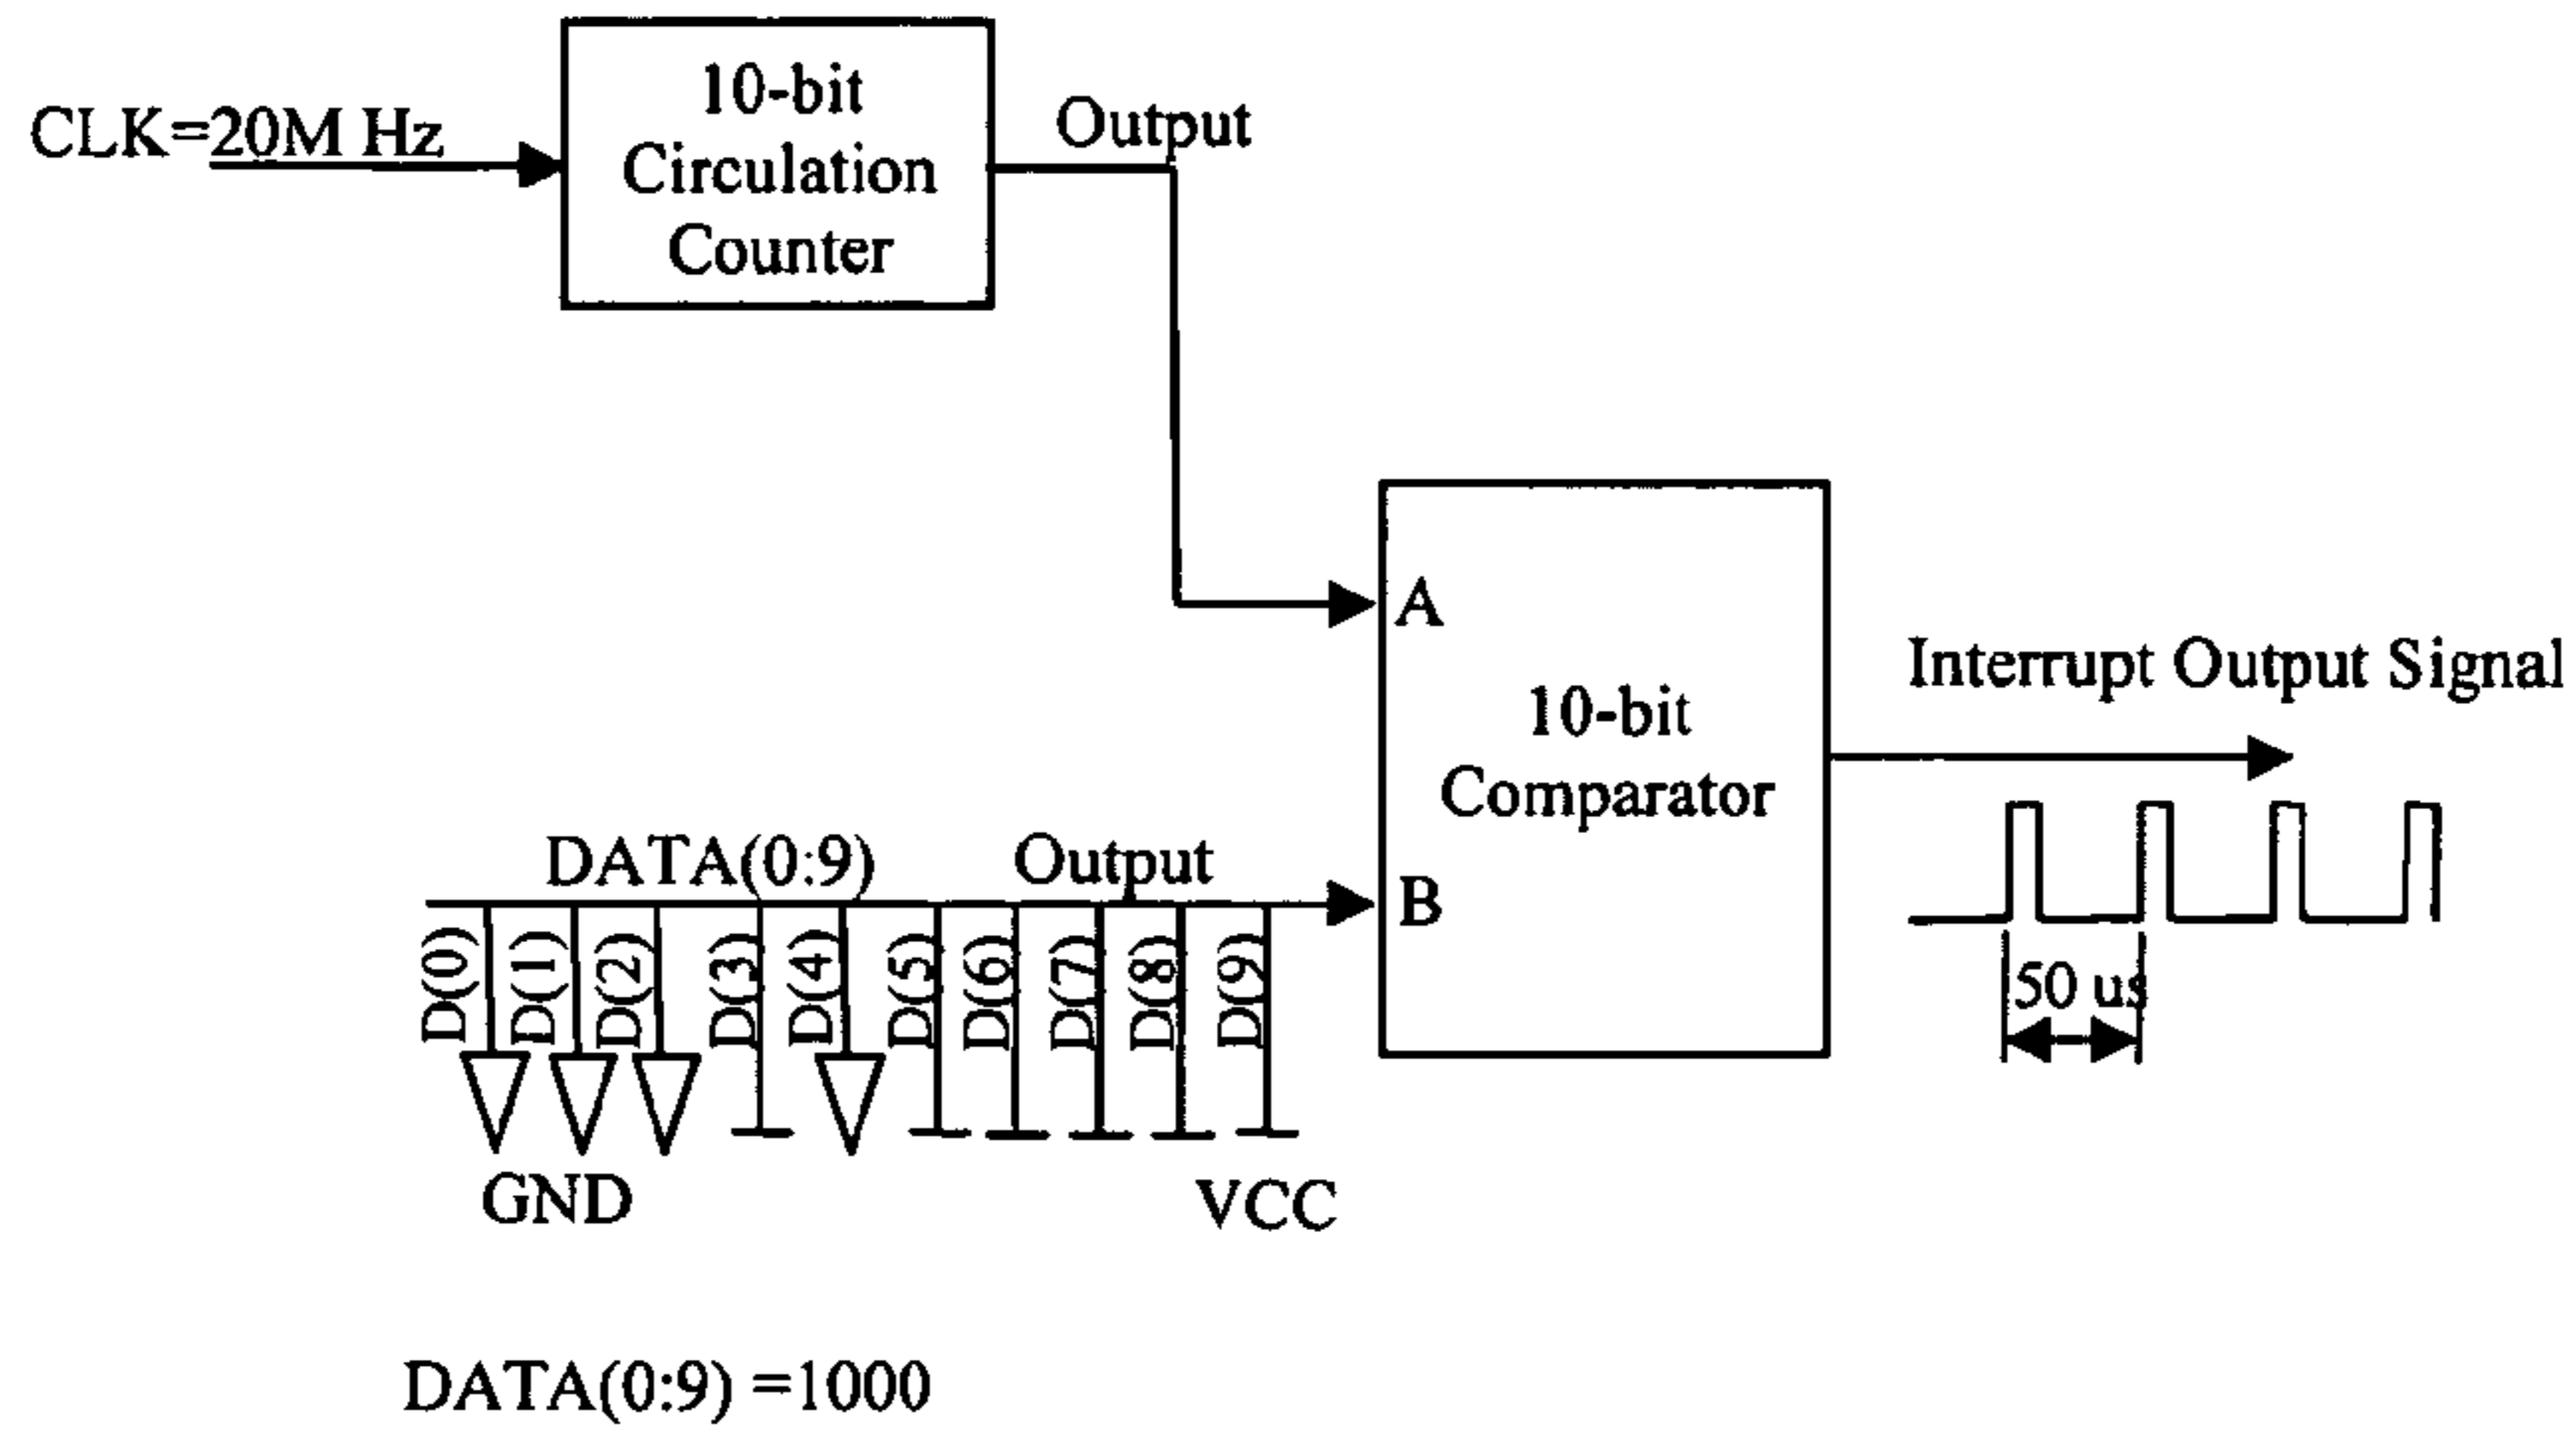 10-bit
Circulation
Counter
CLK=20M Hz
Output
A
10-bit
Comparator
B
Interrupt Output Signal
50 us
DATA(0:9)
Output
D(0)
D(1)
D(2)
D(3)
D(4)
D(5)
D(6)
D(7)
D(8)
D(9)
GND
VCC
DATA(0:9) =1000